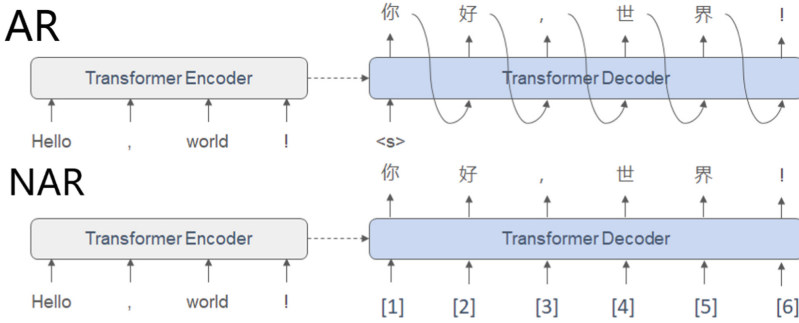 AR
你 好 , 世 界 !
Transformer Encoder Transformer Decoder
Hello , world ! <s>
NAR
你 好 , 世 界 !
Transformer Encoder Transformer Decoder
Hello , world ! [1] [2] [3] [4] [5] [6]